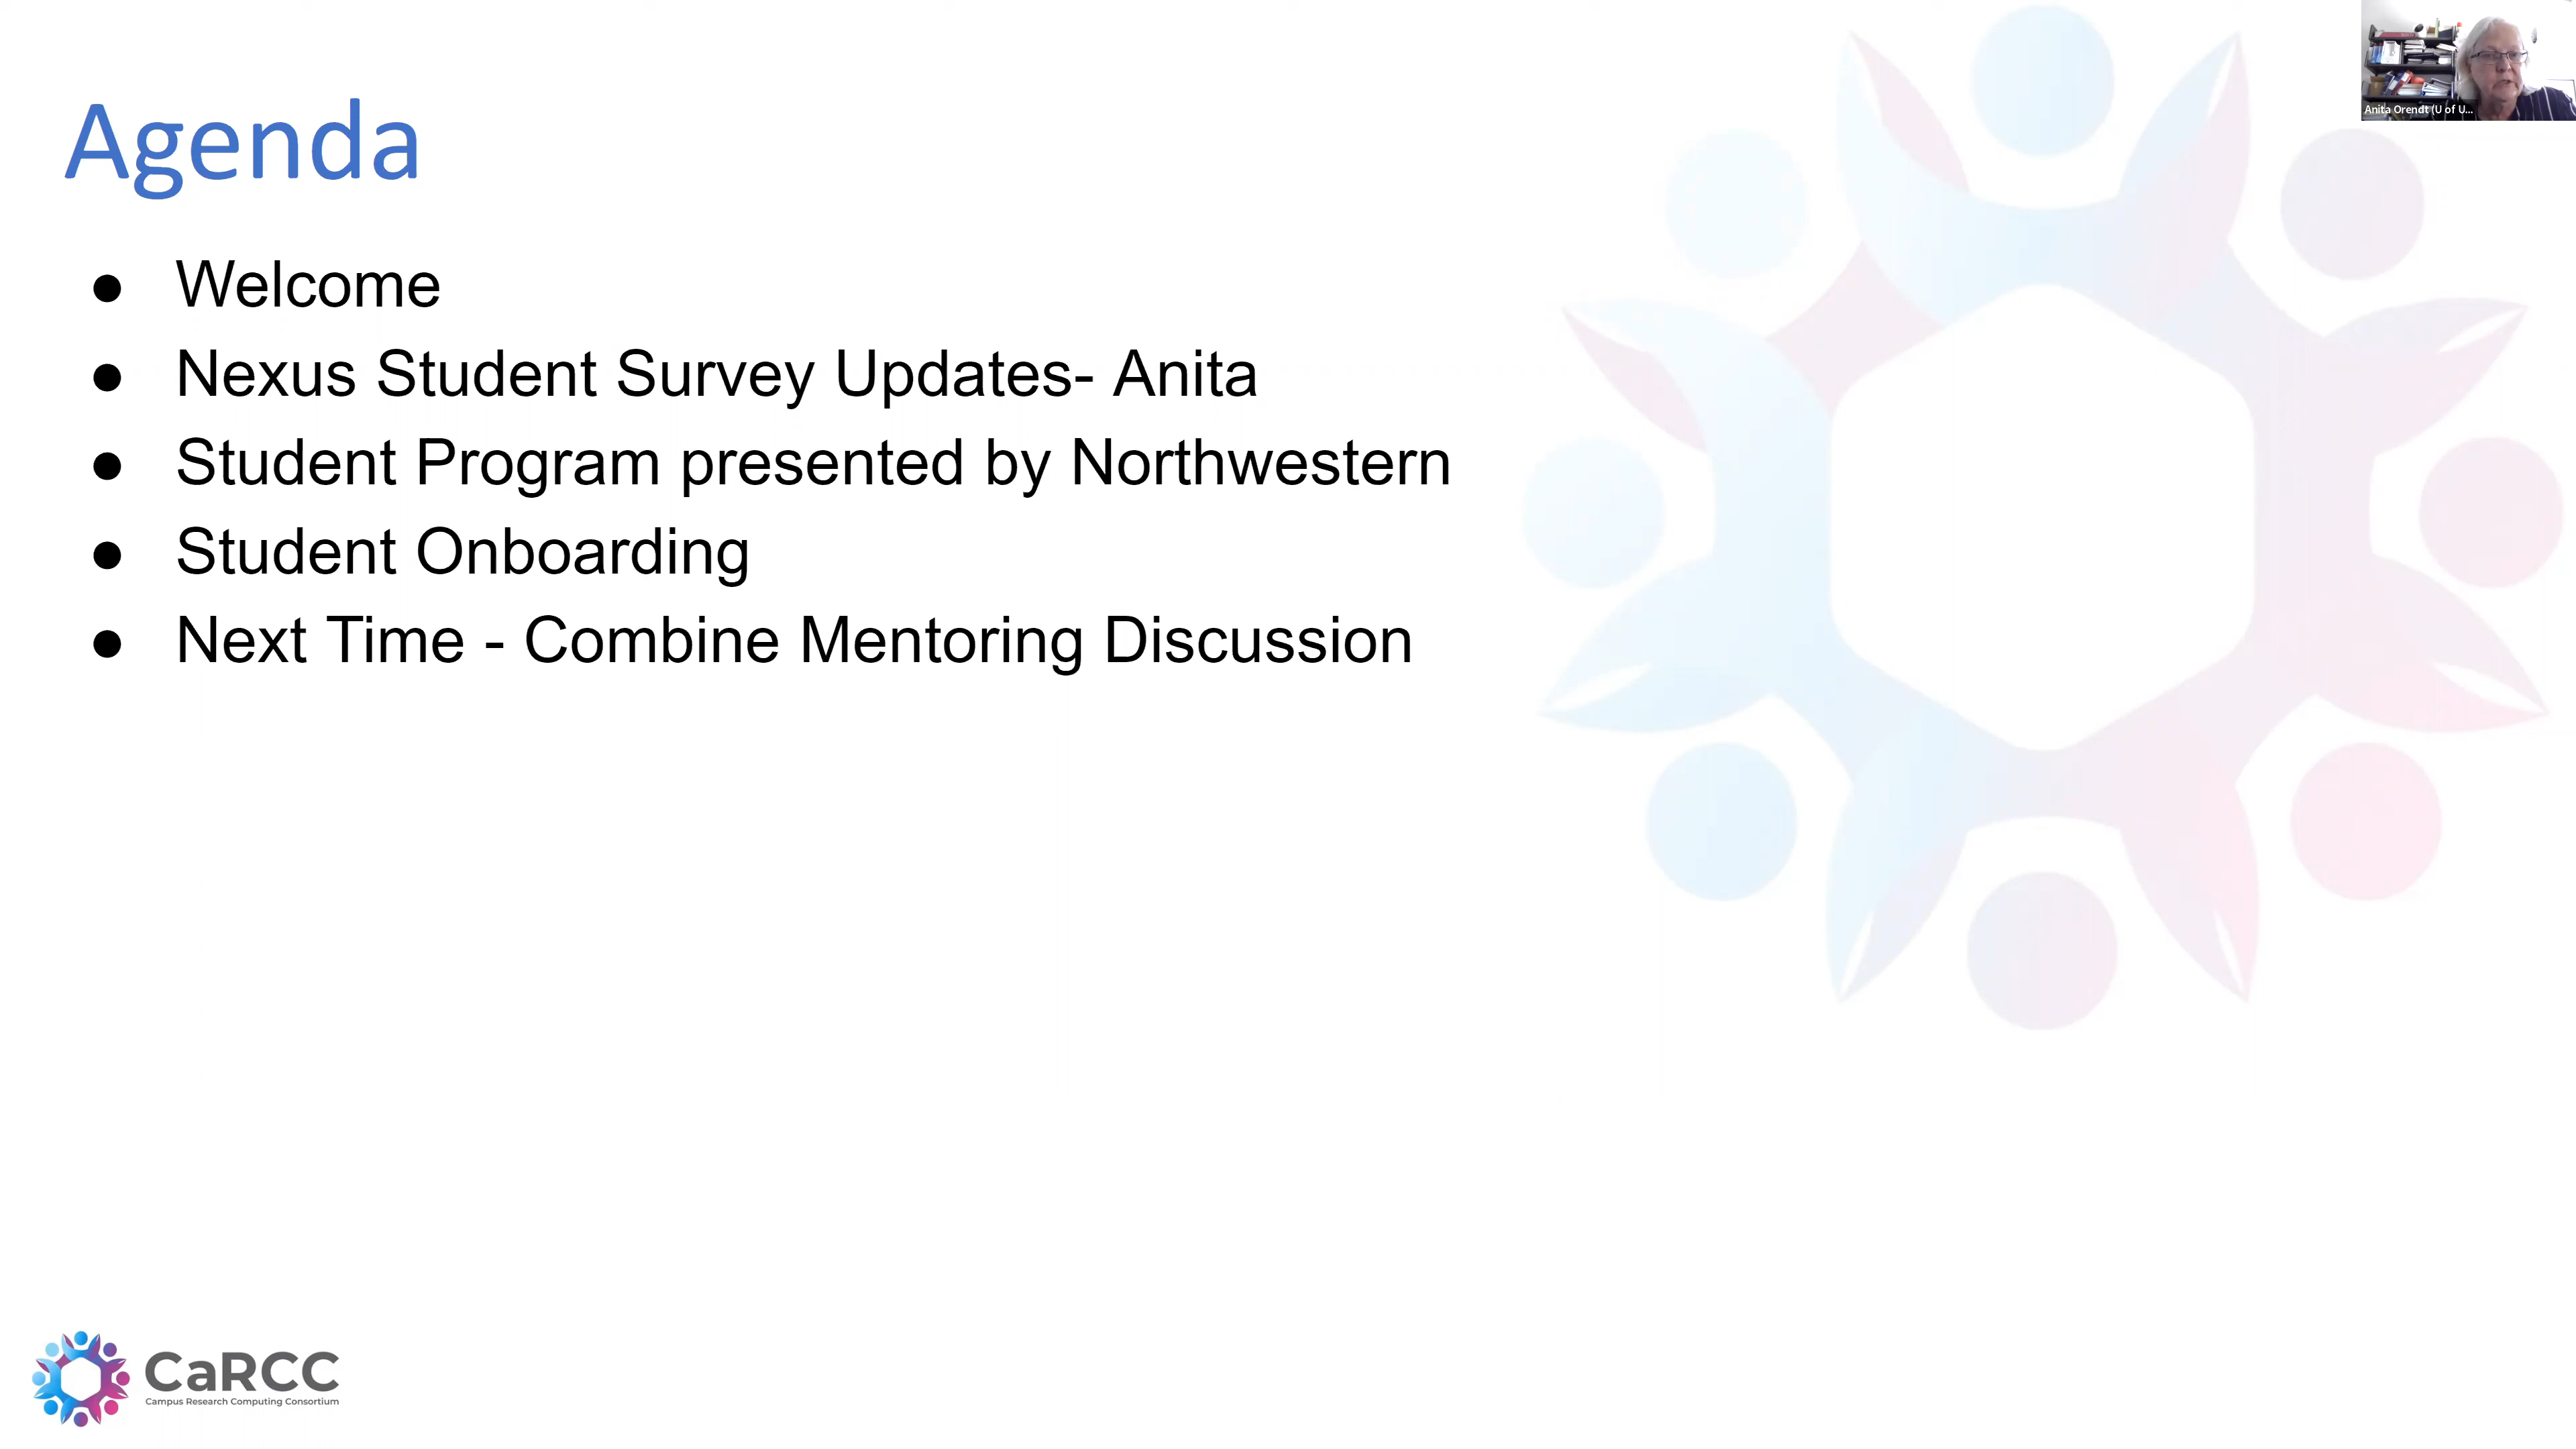 Agenda
● Welcome
● Nexus Student Survey Updates- Anita
● Student Program presented by Northwestern
● Student Onboarding
● Next Time - Combine Mentoring Discussion
Anita Orendt (U of U...
CaRCC
Campus Research Computing Consortium